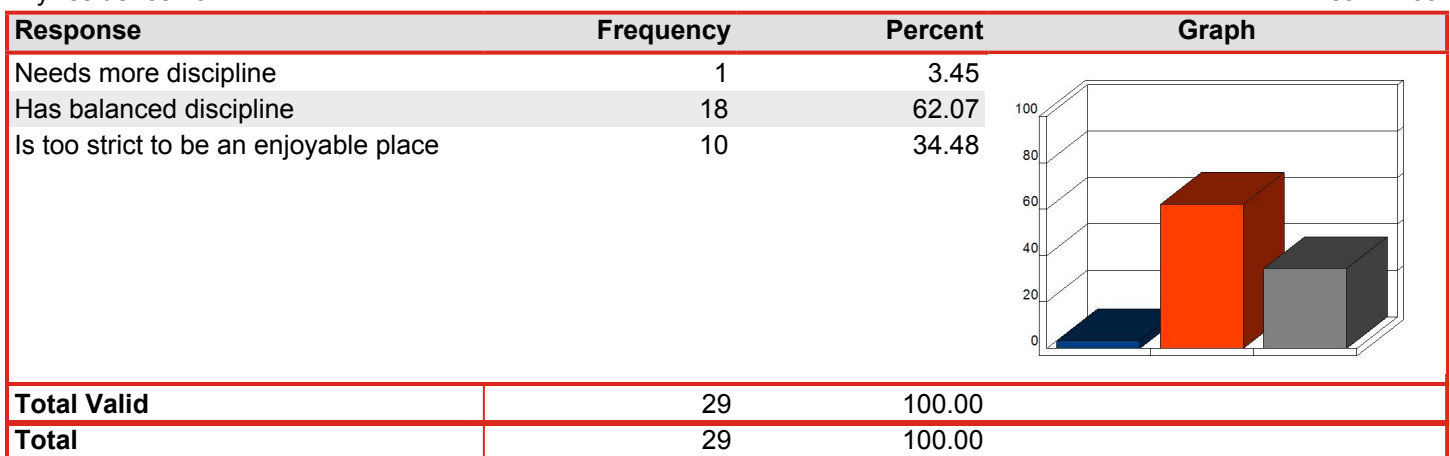 Response Frequency Percent Graph
Needs more discipline 1 3.45
Has balanced discipline 18 62.07
Is too strict to be an enjoyable place 10 34.48
100
80
60
40
20
0
Total Valid 29 100.00
Total 29 100.00